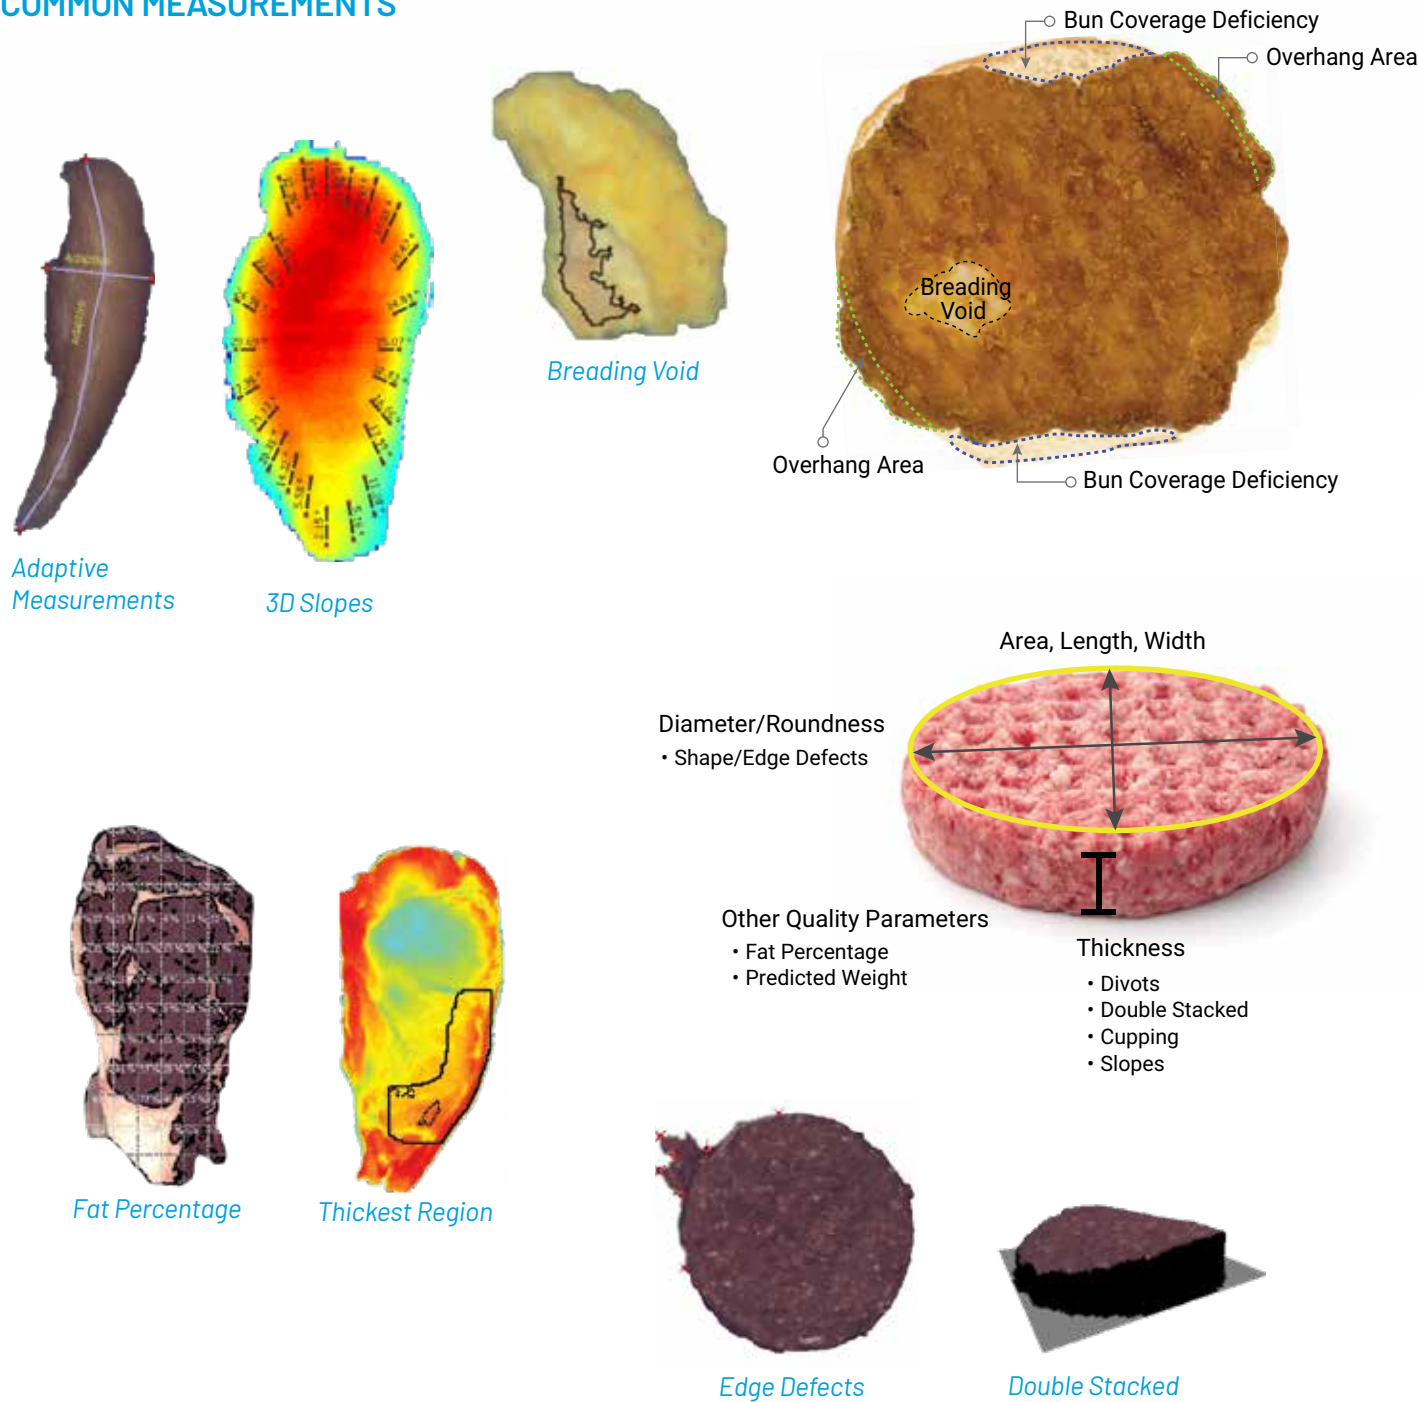 COMMON MEASUREMENTS
Bun Coverage Deficiency
Overhang Area
Breading
Void
Breading Void
Overhang Area
Bun Coverage Deficiency
Adaptive
Adaptive
Adaptive
Measurements
3D Slopes
Area, Length, Width
Diameter/Roundness
• Shape/Edge Defects
Other Quality Parameters
• Fat Percentage
• Predicted Weight
Thickness
• Divots
• Double Stacked
• Cupping
• Slopes
Fat Percentage
Thickest Region
Edge Defects
Double Stacked